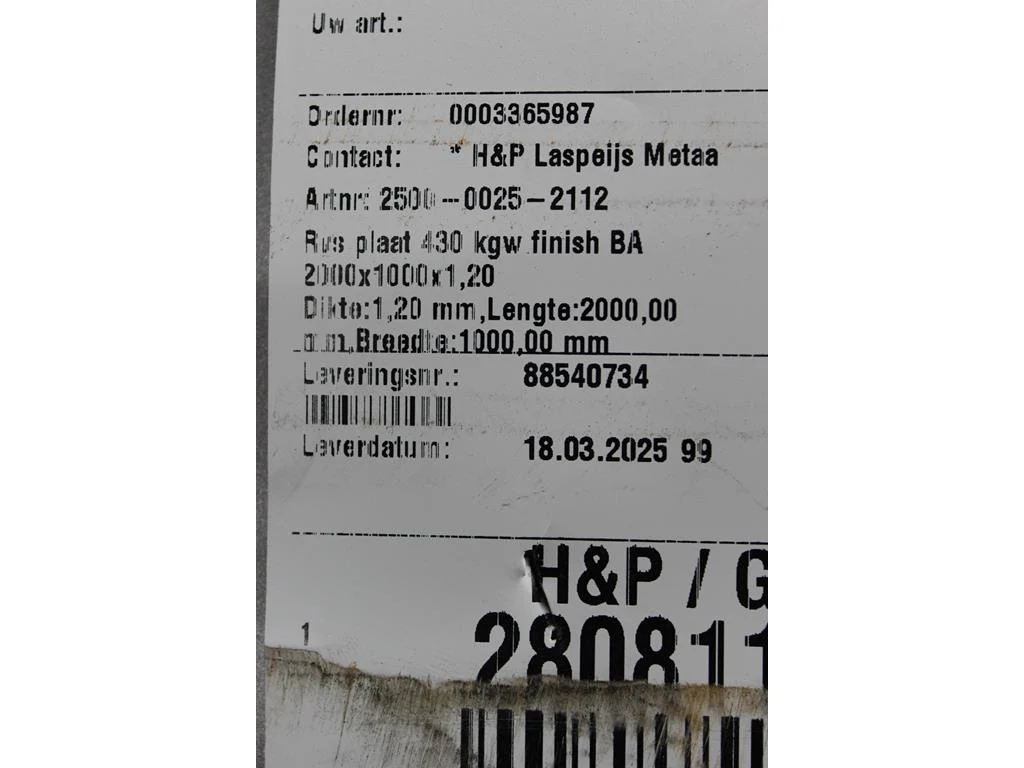 Uw art.:
Ordernr: 0003365987
Contact: * H&P Laspeijs Metaa
Artnr: 2500-0025-2112
Rvs plaat 430 kgw finish BA
2000x1000x1,20
Dikte:1,20 mm,Lengte:2000,00
mm,Breedte:1000,00 mm
Leveringsnr.: 88540734
Leverdatum: 18.03.2025 99
H&P / G
1
280811